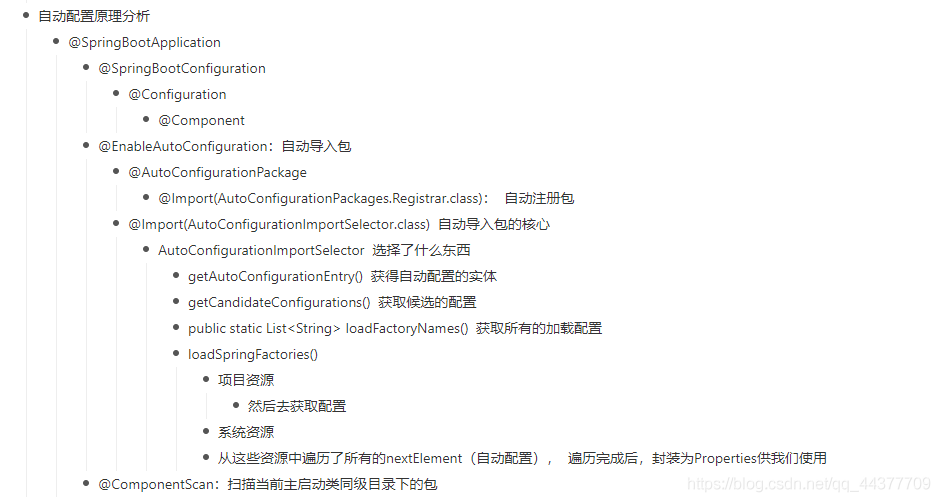 自动配置原理分析
@SpringBootApplication
@SpringBootConfiguration
@Configuration
@Component
@EnableAutoConfiguration：自动导入包
@AutoConfigurationPackage
@Import(AutoConfigurationPackages.Registrar.class)： 自动注册包
@Import(AutoConfigurationImportSelector.class) 自动导入包的核心
AutoConfigurationImportSelector 选择了什么东西
getAutoConfigurationEntry() 获得自动配置的实体
getCandidateConfigurations() 获取候选的配置
public static List<String> loadFactoryNames() 获取所有的加载配置
loadSpringFactories()
项目资源
然后去获取配置
系统资源
从这些资源中遍历了所有的nextElement（自动配置）， 遍历完成后，封装为Properties供我们使用
@ComponentScan：扫描当前主启动类同级目录下的包
https://blog.csdn.net/qq_44377709